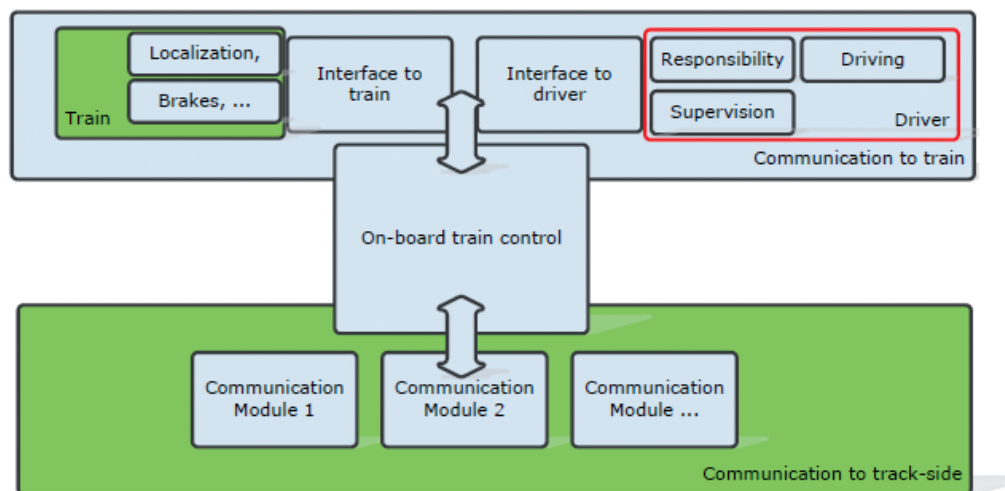 Localization,
Brakes, ...
Train
Interface to
train
Interface to
driver
Responsibility
Driving
Supervision
Driver
Communication to train
On-board train control
Communication
Module 1
Communication
Module 2
Communication
Module ...
Communication to track-side